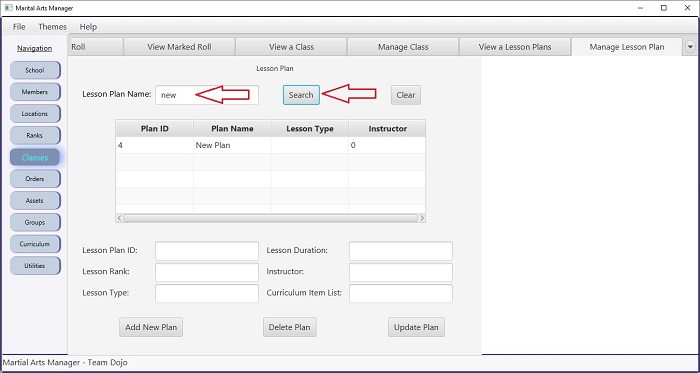 Marital Arts Manager
File Themes Help
Navigation
Roll View Marked Roll View a Class Manage Class View a Lesson Plans Manage Lesson Plan
School
Members
Locations
Ranks
Classes
Orders
Assets
Groups
Curriculum
Utilities
Lesson Plan
Lesson Plan Name: new Search Clear
Plan ID Plan Name Lesson Type Instructor
4 New Plan 0
Lesson Plan ID: Lesson Duration:
Lesson Rank: Instructor:
Lesson Type: Curriculum Item List:
Add New Plan Delete Plan Update Plan
Martial Arts Manager - Team Dojo